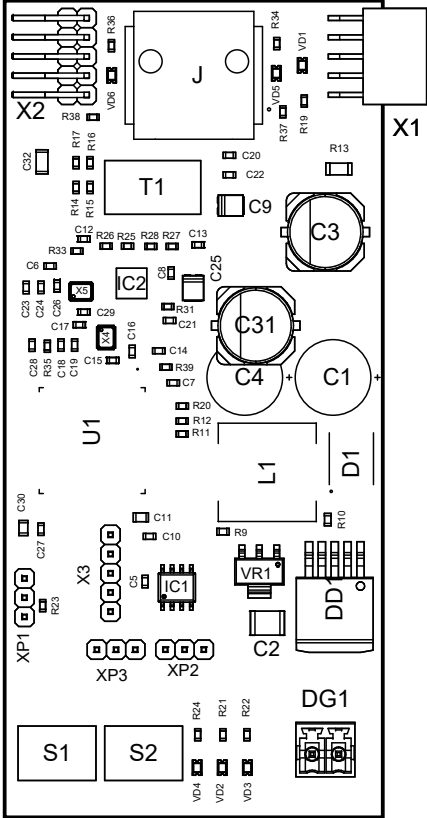 R36
R34
J
VD1
X2
VD6
VD5
X1
R38
R37
R19
R17
R16
C32
C20
R13
T1
C22
R14
R15
C9
C3
C12
R33
R26
R25
R28
R27
C13
C6
C8
C25
IC2
C23
C24
C26
X5
C29
R31
C21
C31
C17
X4
C16
C28
R35
C18
C19
C15
C14
R39
C7
C4
+
C1
+
U1
R20
R12
R11
L1
D1
C30
C27
C11
C10
R9
R10
X3
C5
IC1
VR1
DD1
XP1
R23
C2
XP3
XP2
DG1
S1
S2
R24
R21
R22
VD4
VD2
VD3